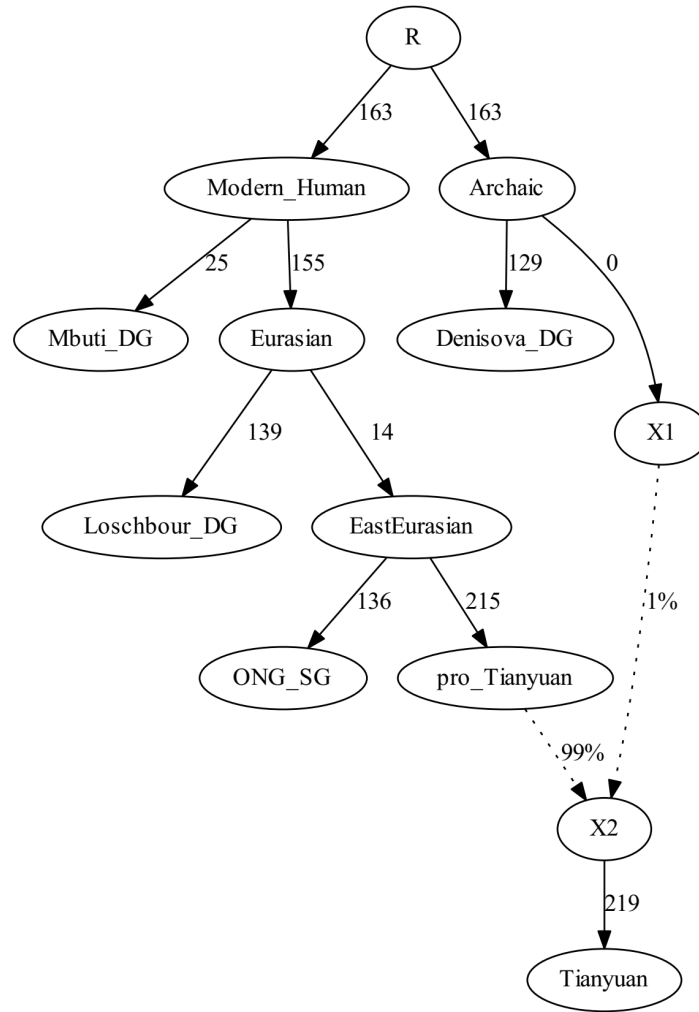 R
163
163
Modern_Human
Archaic
25
155
129
0
Mbuti_DG
Eurasian
Denisova_DG
X1
139
14
Loschbour_DG
EastEurasian
136
215
1%
ONG_SG
pro_Tianyuan
99%
X2
219
Tianyuan